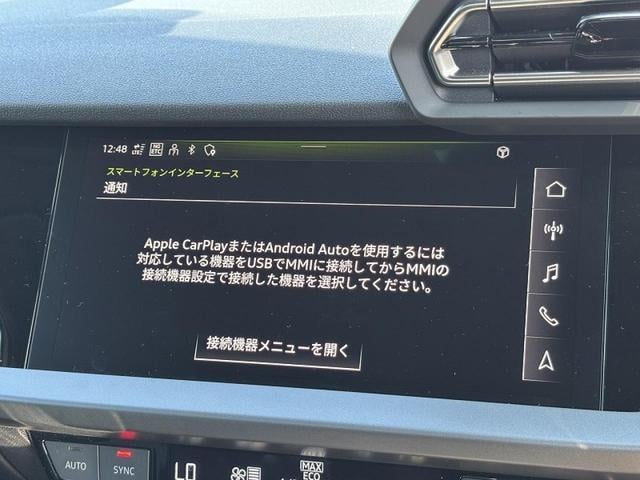 12:48 LTE NO ETC
スマートフォンインターフェース
通知
Apple CarPlayまたはAndroid Autoを使用するには
対応している機器をUSBでMMIに接続してからMMIの
接続機器設定で接続した機器を選択してください。
接続機器メニューを開く
AUTO
SYNC
LO
MAX
ECO